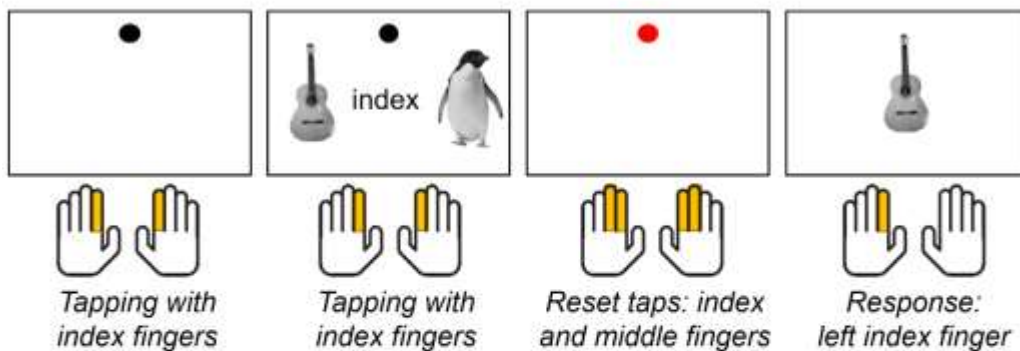 index
Tapping with
index fingers
Tapping with
index fingers
Reset taps: index
and middle fingers
Response:
left index finger